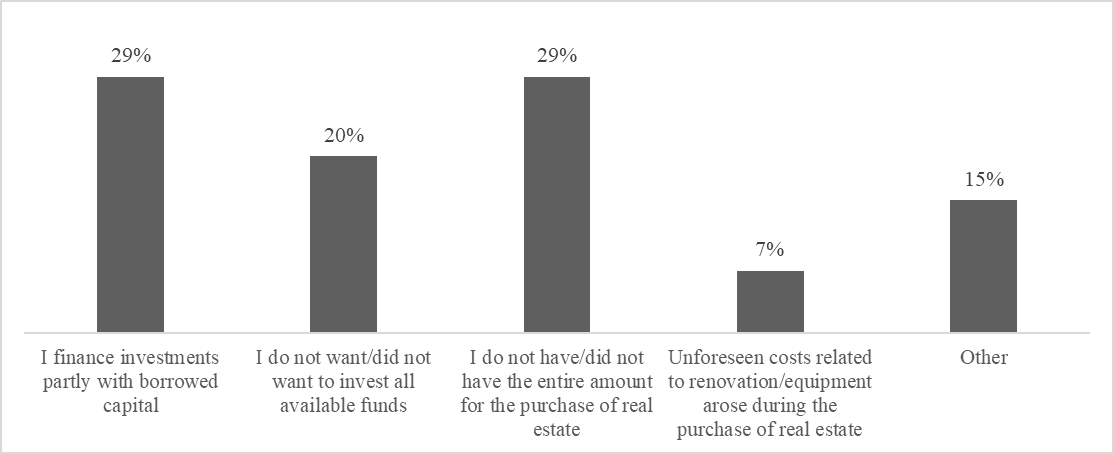 29%
20%
29%
7%
15%
I finance investments
partly with borrowed
capital
I do not want/did not
want to invest all
available funds
I do not have/did not
have the entire amount
for the purchase of real
estate
Unforeseen costs related
to renovation/equipment
arose during the
purchase of real estate
Other